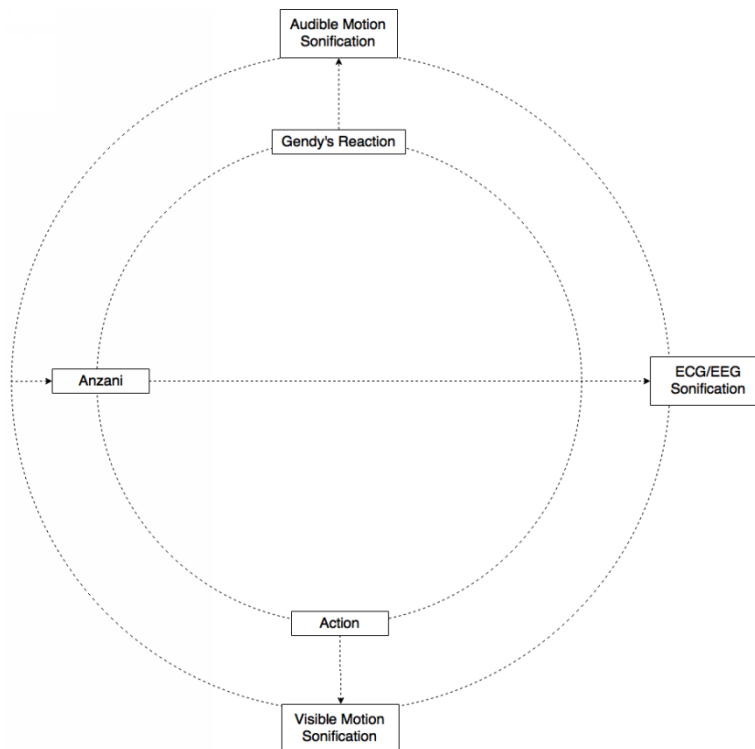 Audible Motion
Sonification
Gendy's Reaction
Anzani
ECG/EEG
Sonification
Action
Visible Motion
Sonification